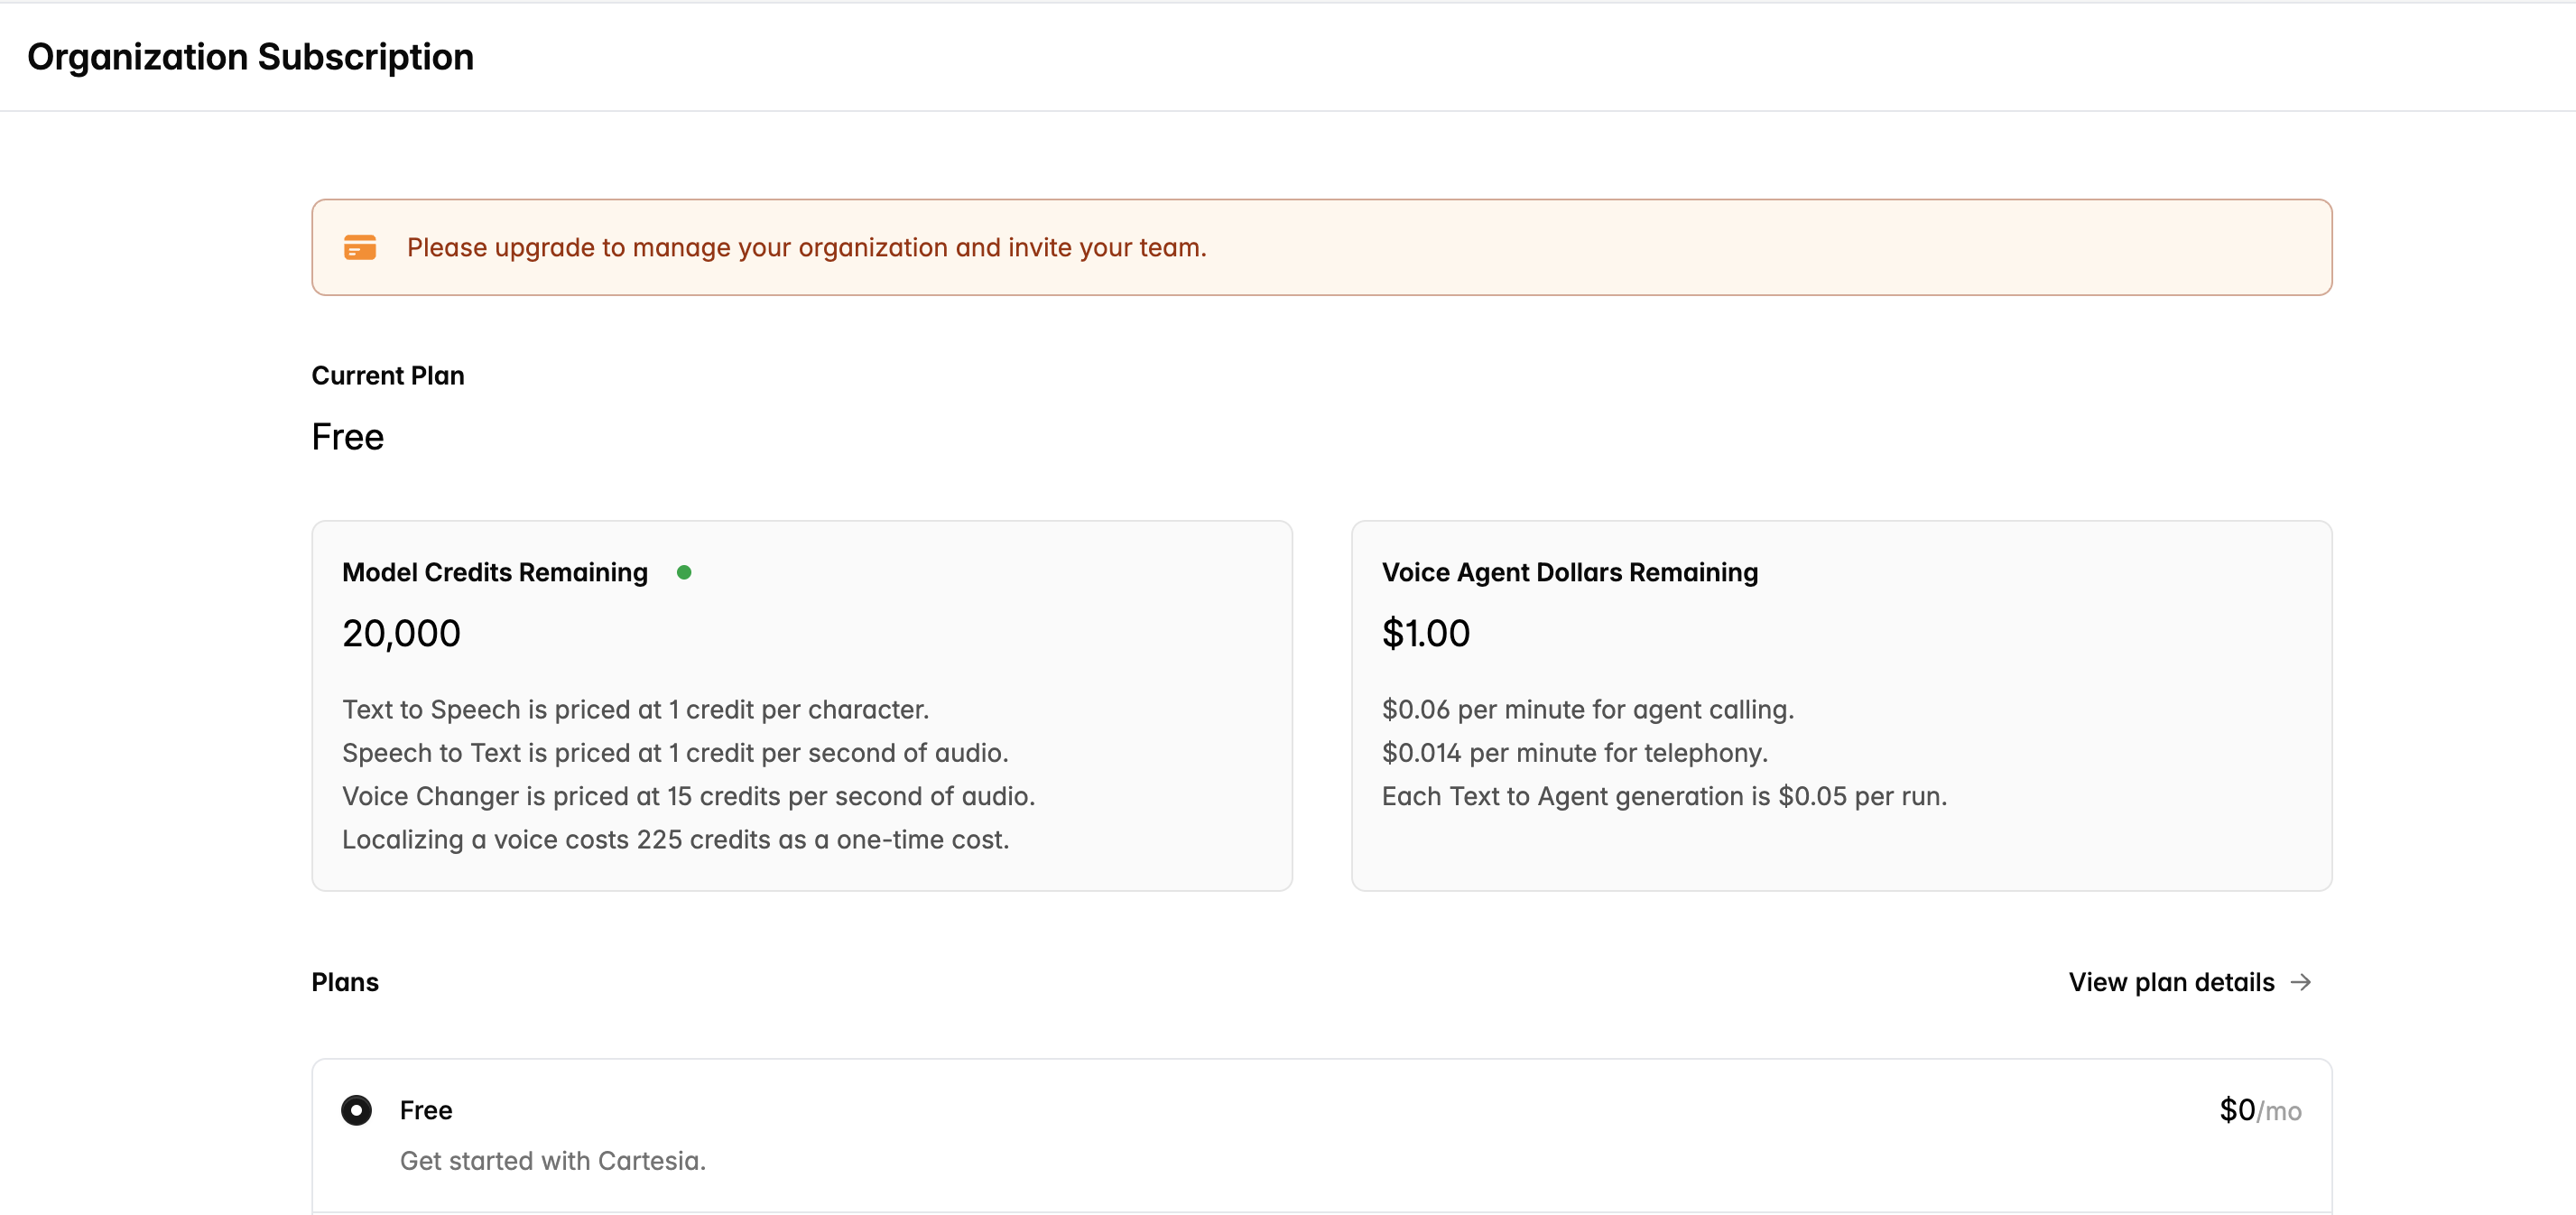 Organization Subscription
Please upgrade to manage your organization and invite your team.
Current Plan
Free
Model Credits Remaining
20,000
Text to Speech is priced at 1 credit per character.
Speech to Text is priced at 1 credit per second of audio.
Voice Changer is priced at 15 credits per second of audio.
Localizing a voice costs 225 credits as a one-time cost.
Voice Agent Dollars Remaining
$1.00
$0.06 per minute for agent calling.
$0.014 per minute for telephony.
Each Text to Agent generation is $0.05 per run.
Plans
View plan details →
Free
$0/mo
Get started with Cartesia.